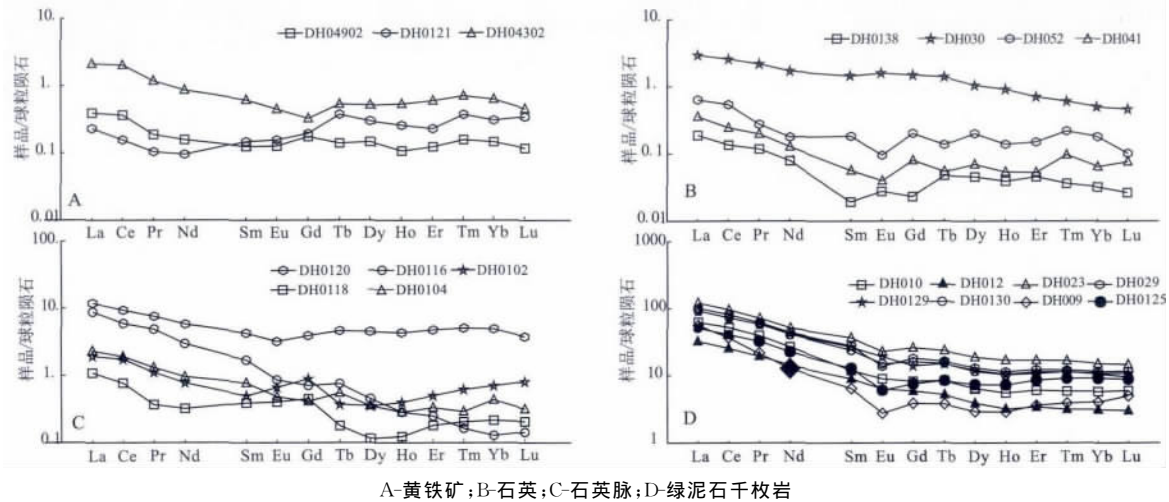 10.
1.
0.1
0.01
样品/球粒陨石
DH04902 DH0121 DH04302
A
La Ce Pr Nd Sm Eu Gd Tb Dy Ho Er Tm Yb Lu
10.
1.0
0.1
0.01
样品/球粒陨石
DH0138 DH030 DH052 DH041
B
La Ce Pr Nd Sm Eu Gd Tb Dy Ho Er Tm Yb Lu
100.
10.0
1.0
0.1
样品/球粒陨石
DH0120 DH0116 DH0102
DH0118 DH0104
C
La Ce Pr Nd Sm Eu Gd Tb Dy Ho Er Tm Yb Lu
1000
100
10
1
样品/球粒陨石
DH010 DH012 DH023 DH029
DH0129 DH0130 DH009 DH0125
D
La Ce Pr Nd Sm Eu Gd Tb Dy Ho Er Tm Yb Lu
A-黄铁矿;B-石英;C-石英脉;D-绿泥石千枚岩